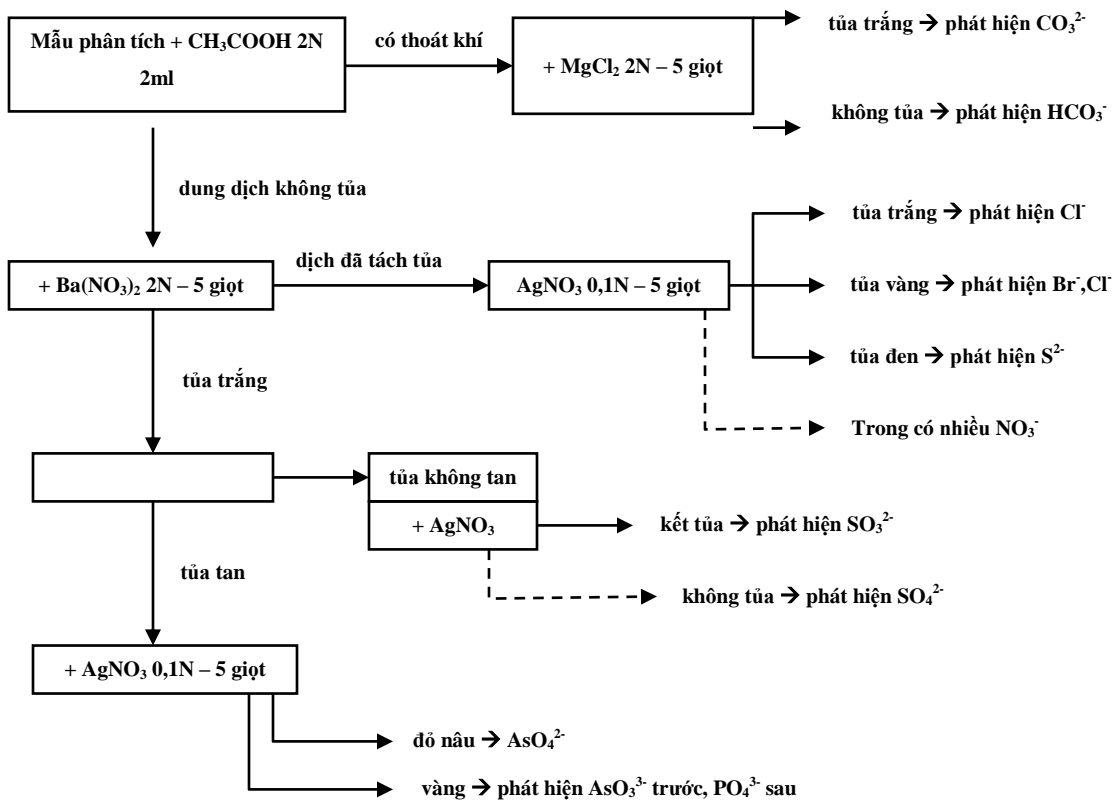 Mẫu phân tích + CH₃COOH 2N
2ml
có thoát khí
+ MgCl₂ 2N – 5 giọt
tủa trắng → phát hiện CO₃²⁻
không tủa → phát hiện HCO₃⁻
dung dịch không tủa
+ Ba(NO₃)₂ 2N – 5 giọt
dịch đã tách tủa
AgNO₃ 0,1N – 5 giọt
tủa trắng → phát hiện Cl⁻
tủa vàng → phát hiện Br⁻,Cl⁻
tủa đen → phát hiện S²⁻
Trong có nhiều NO₃⁻
tủa trắng
tủa không tan
+ AgNO₃
kết tủa → phát hiện SO₃²⁻
không tủa → phát hiện SO₄²⁻
tủa tan
+ AgNO₃ 0,1N – 5 giọt
đỏ nâu → AsO₄²⁻
vàng → phát hiện AsO₃³⁻ trước, PO₄³⁻ sau